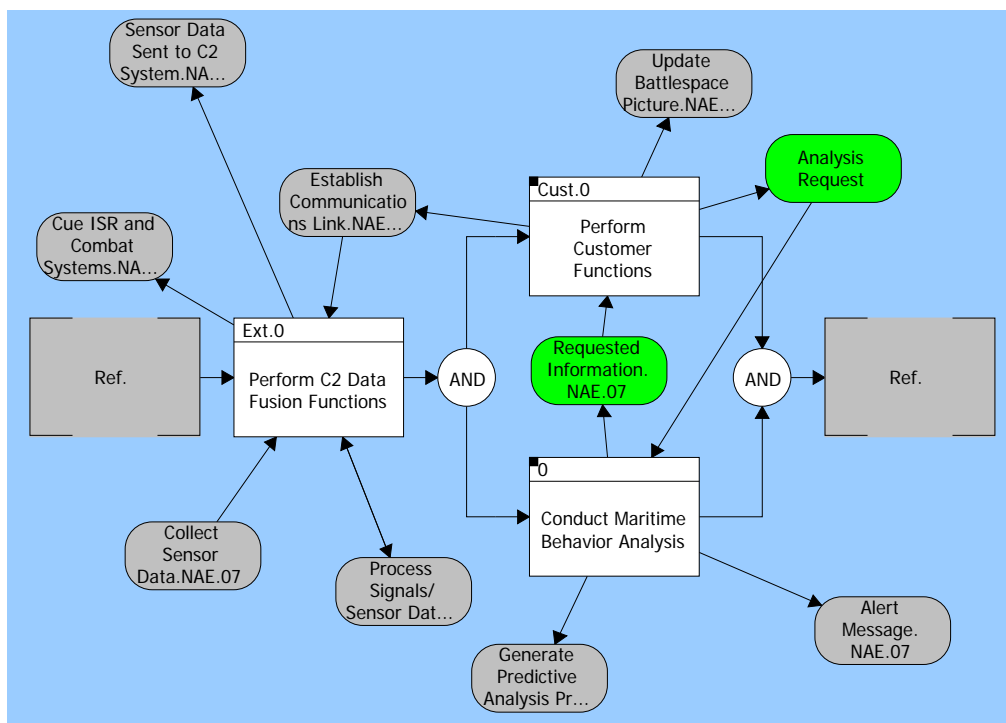 Sensor Data
Sent to C2
System.NA...
Update
Battlespace
Picture.NAE...
Analysis
Request
Establish
Communicatio
ns Link.NAE...
Cust.0
Perform
Customer
Functions
Cue ISR and
Combat
Systems.NA...
Ref.
Ext.0
Perform C2 Data
Fusion Functions
AND
Requested
Information.
NAE.07
AND
Ref.
0
Conduct Maritime
Behavior Analysis
Collect
Sensor
Data.NAE.07
Process
Signals/
Sensor Dat...
Generate
Predictive
Analysis Pr...
Alert
Message.
NAE.07